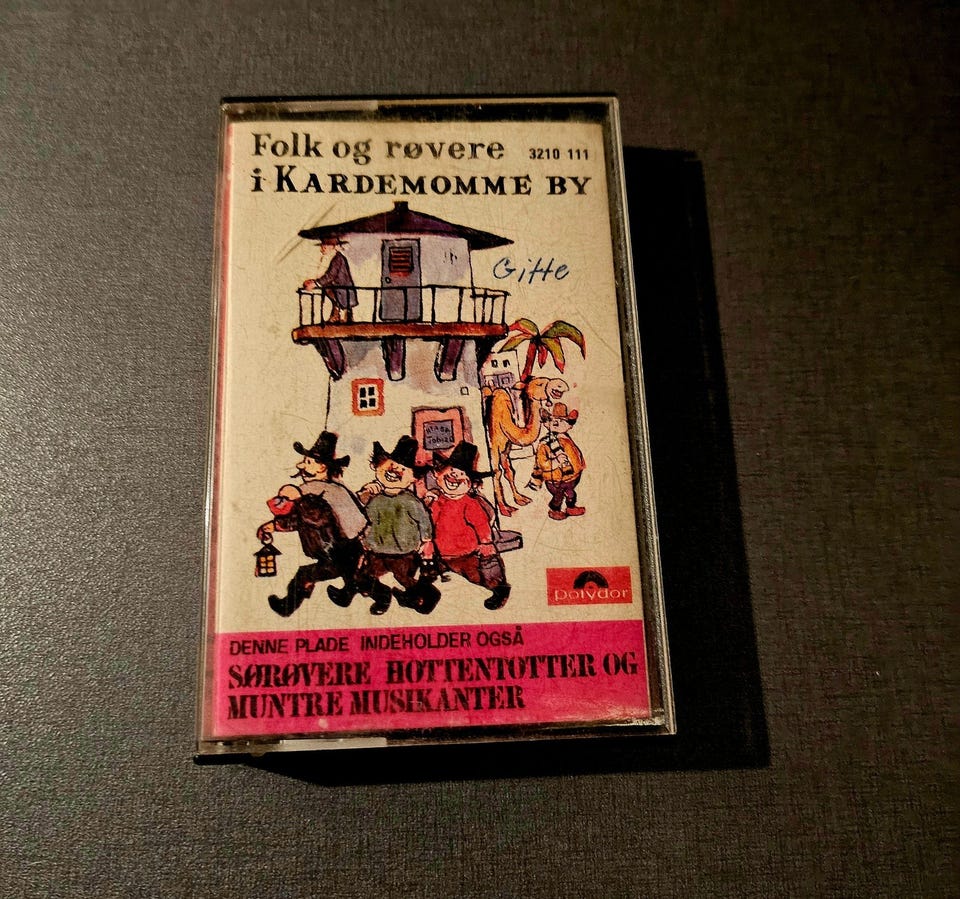 Folk og røvere 3210 111
i KARDEMOMME BY
Gitte
polydor
DENNE PLADE INDEHOLDER OGSÅ
SØRØVERE HOTTENTOTTER OG
MUNTRE MUSIKANTER